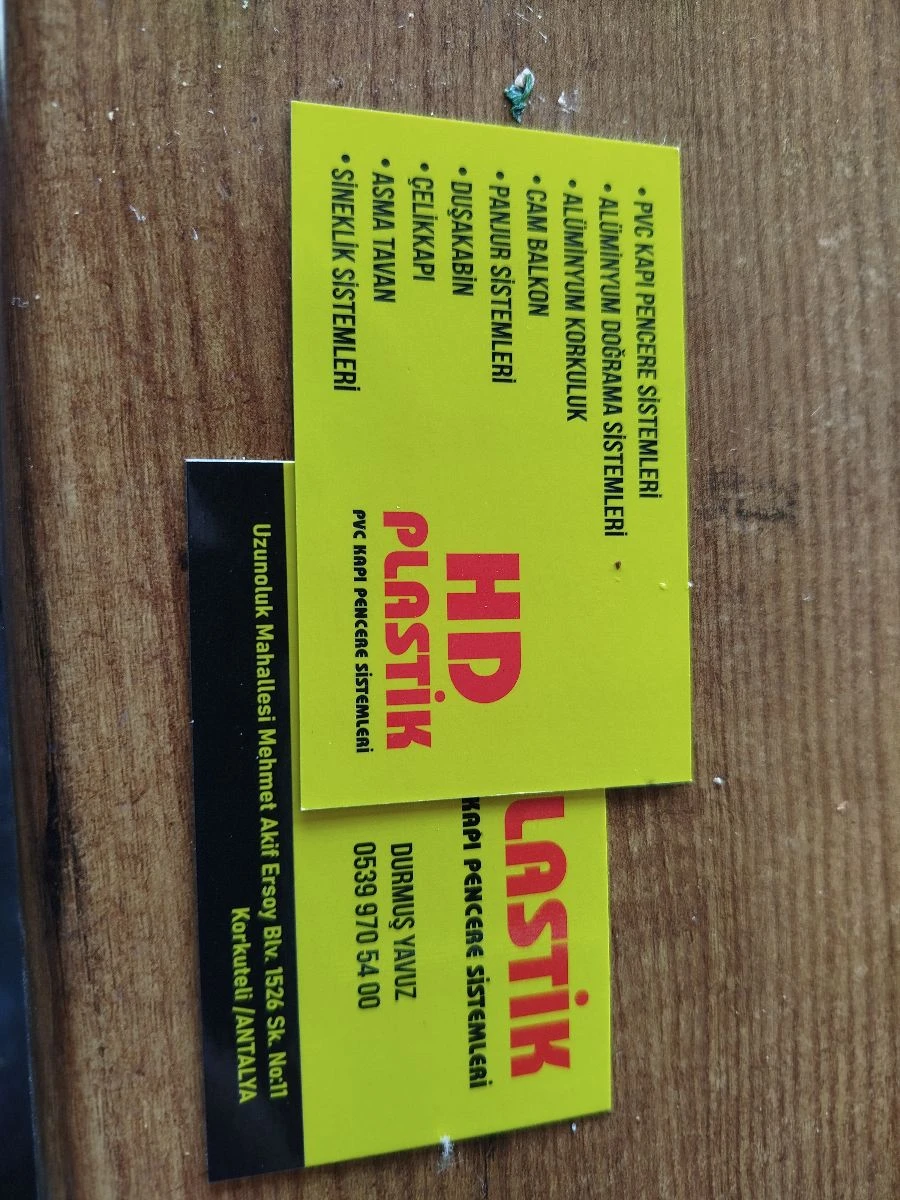 • PVC KAPI PENCERE SİSTEMLERİ
• ALÜMİNYUM DOĞRAMA SİSTEMLERİ
• ALÜMİNYUM KORKULUK
• CAM BALKON
• PANJUR SİSTEMLERİ
• DUŞAKABİN
• ÇELİKKAPI
• ASMA TAVAN
• SİNEKLİK SİSTEMLERİ
HD
PLASTİK
PVC KAPI PENCERE SİSTEMLERİ
LASTİK
KAPI PENCERE SİSTEMLERİ
DURMUŞ YAVUZ
0539 970 54 00
Uzunoluk Mahallesi Mehmet Akif Ersoy Blv. 1526 Sk. No:11
Korkuteli /ANTALYA